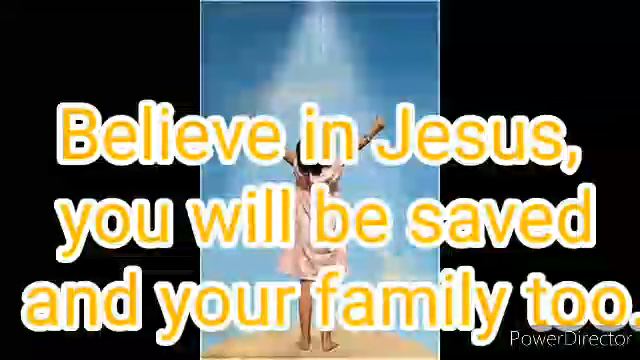 Believe in Jesus,
you will be saved
and your family too.
PowerDirector